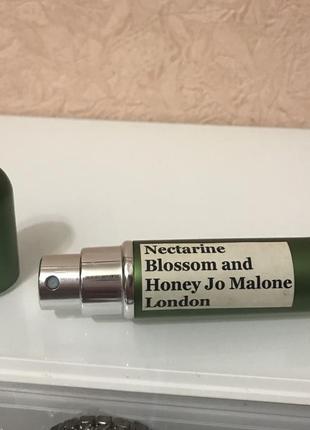 Nectarine
Blossom and
Honey Jo Malone
London